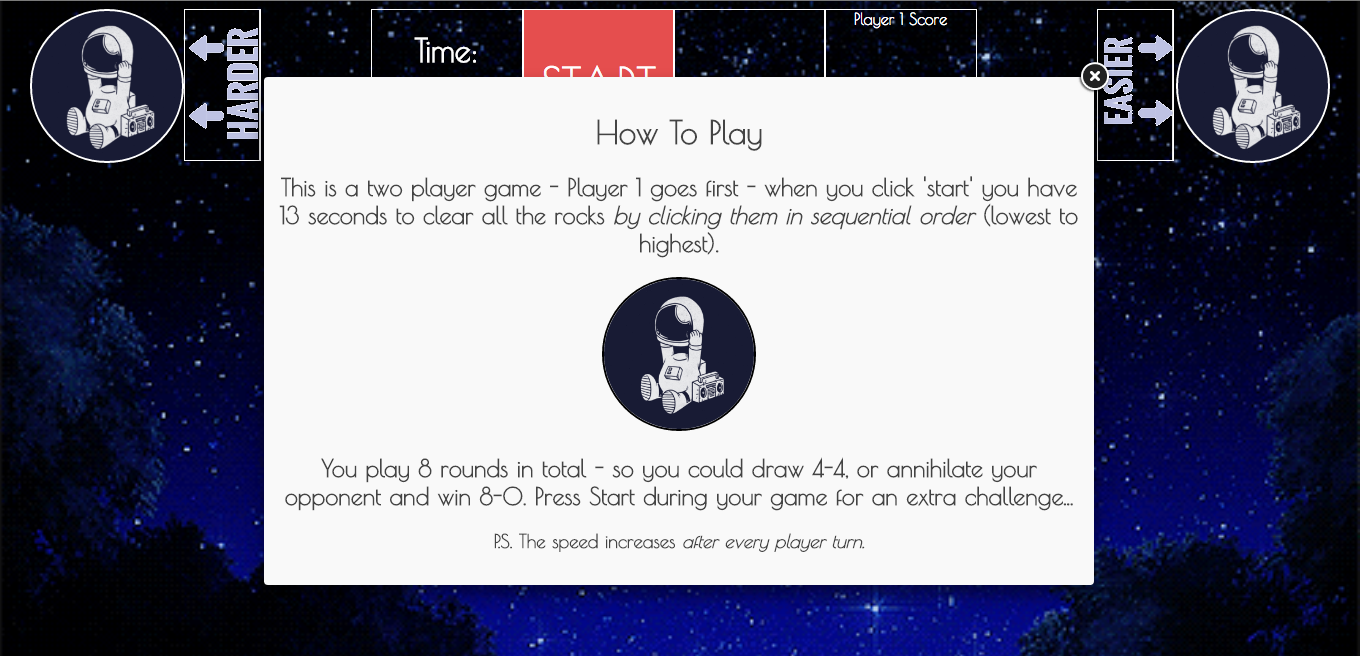 HARDER
Time:
START
Player 1 Score
EASIER
How To Play
This is a two player game - Player 1 goes first - when you click 'start' you have
13 seconds to clear all the rocks by clicking them in sequential order (lowest to
highest).
You play 8 rounds in total - so you could draw 4-4, or annihilate your
opponent and win 8-0. Press Start during your game for an extra challenge...
P.S. The speed increases after every player turn.